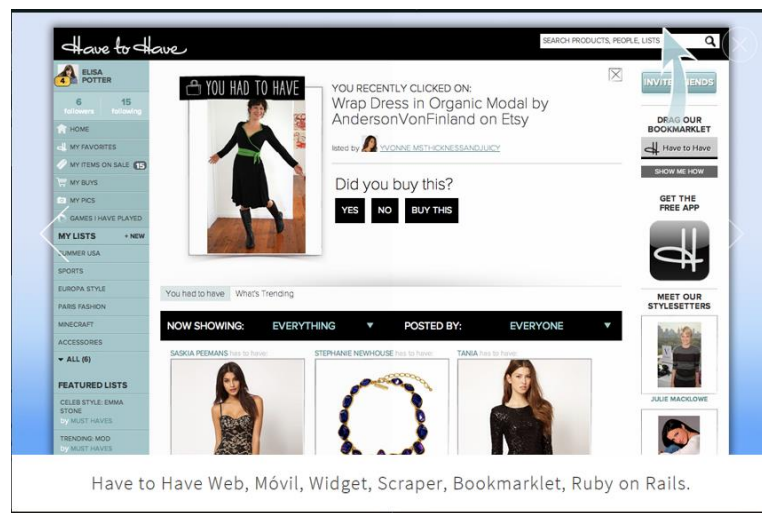 Have to Have
SEARCH PRODUCTS, PEOPLE, LISTS
4
ELISA
POTTER
6
followers
15
following
HOME
MY FAVORITES
MY ITEMS ON SALE 15
MY BUYS
MY PICS
GAMES I HAVE PLAYED
MY LISTS + NEW
SUMMER USA
SPORTS
EUROPA STYLE
PARIS FASHION
MINECRAFT
ACCESSORIES
ALL (6)
FEATURED LISTS
CELEB STYLE: EMMA
STONE
by MUST HAVES
TRENDING: MOD
by MUST HAVES
YOU HAD TO HAVE
YOU RECENTLY CLICKED ON:
Wrap Dress in Organic Modal by
AndersonVonFinland on Etsy
listed by YVONNE MSTHICKNESSANDJUICY
Did you buy this?
YES NO BUY THIS
You had to have What's Trending
NOW SHOWING: EVERYTHING POSTED BY: EVERYONE
SASKIA PEEMANS has to have:
STEPHANIE NEWHOUSE has to have:
TANIA has to have:
DRAG OUR
BOOKMARKLET
Have to Have
SHOW ME HOW
GET THE
FREE APP
MEET OUR
STYLESETTERS
JULIE MACKLOWE
Have to Have Web, Móvil, Widget, Scraper, Bookmarklet, Ruby on Rails.